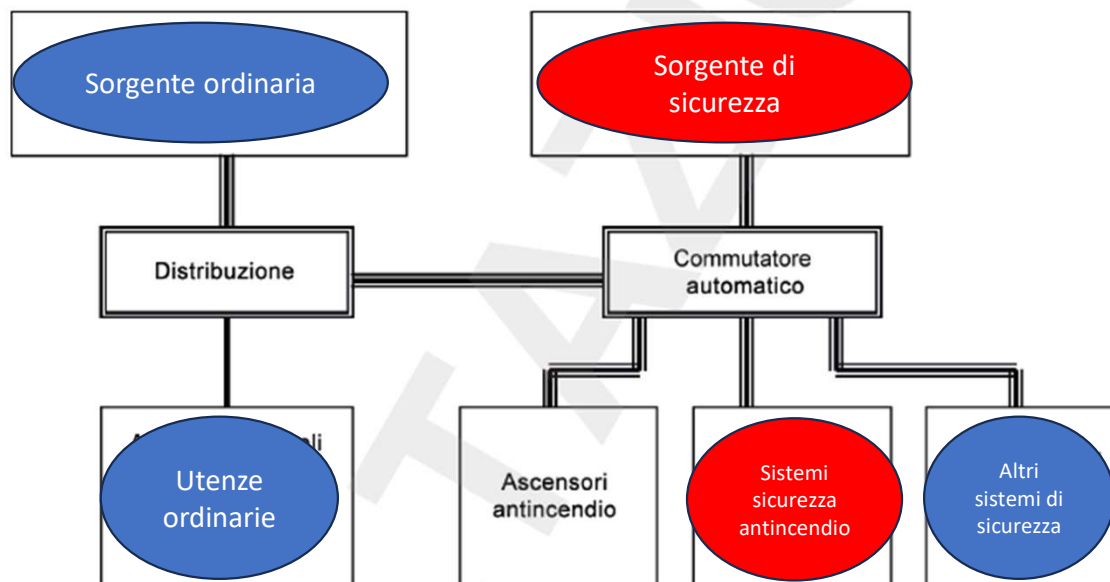 Sorgente ordinaria
Sorgente di
sicurezza
Distribuzione
Commutatore
automatico
Utenze
ordinarie
Ascensori
antincendio
Sistemi
sicurezza
antincendio
Altri
sistemi di
sicurezza